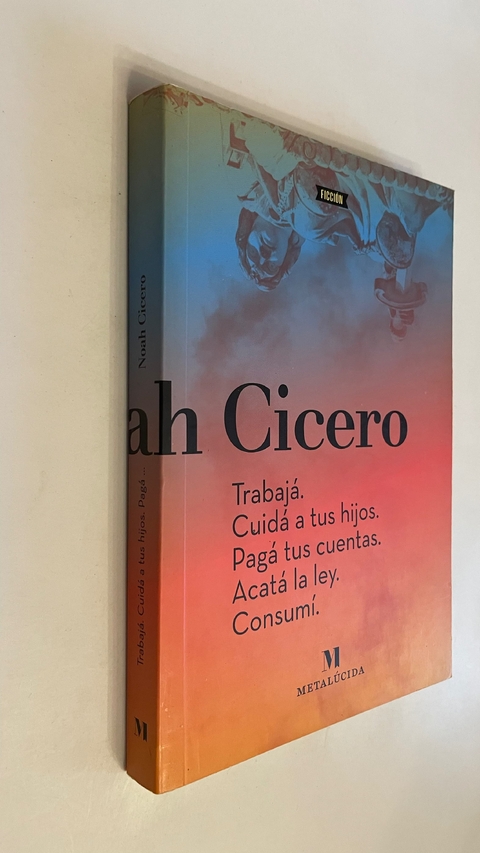 FICCIÓN
ah Cicero
Trabajá.
Cuidá a tus hijos.
Pagá tus cuentas.
Acatá la ley.
Consumí.
M
METALÚCIDA
Noah Cicero
Trabajá. Cuidá a tus hijos. Pagá ...
M